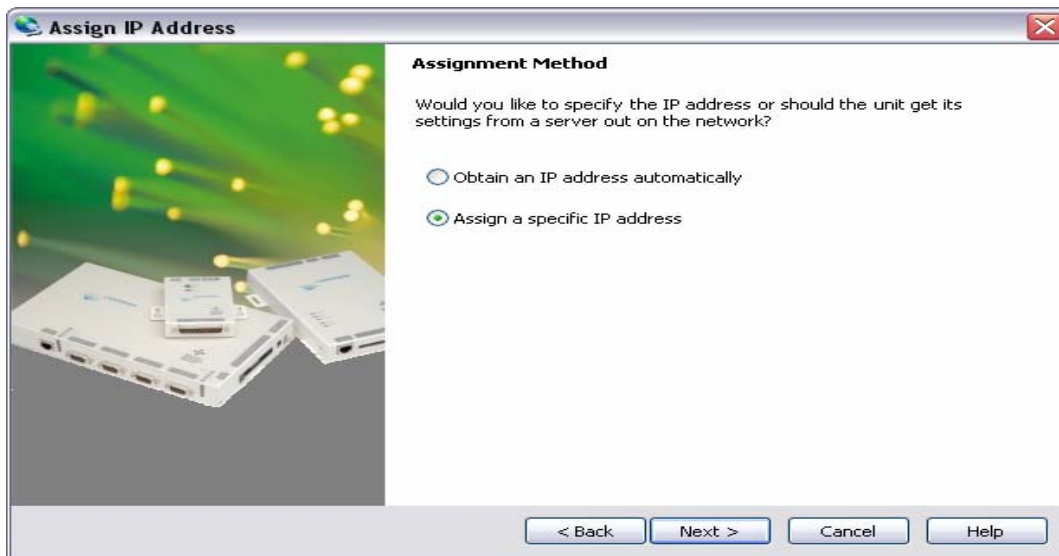 Assign IP Address
Assignment Method
Would you like to specify the IP address or should the unit get its
settings from a server out on the network?
Obtain an IP address automatically
Assign a specific IP address
< Back
Next >
Cancel
Help